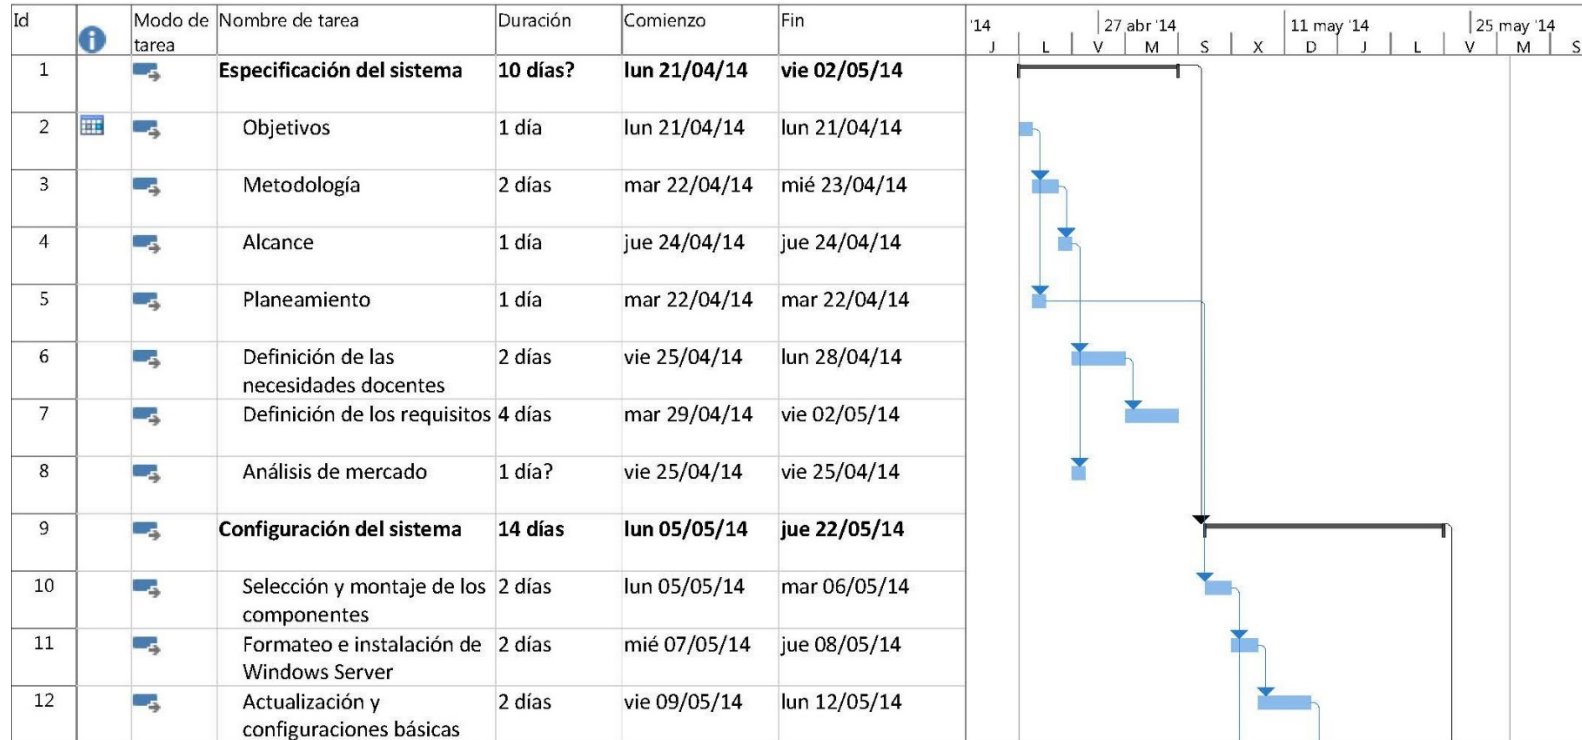 Id Modo de Nombre de tarea Duración Comienzo Fin '14 27 abr '14 11 may '14 25 may '14
tarea J L V M S X D J L V M S
1 Especificación del sistema 10 días? lun 21/04/14 vie 02/05/14
2 Objetivos 1 día lun 21/04/14 lun 21/04/14
3 Metodología 2 días mar 22/04/14 mié 23/04/14
4 Alcance 1 día jue 24/04/14 jue 24/04/14
5 Planeamiento 1 día mar 22/04/14 mar 22/04/14
6 Definición de las 2 días vie 25/04/14 lun 28/04/14
necesidades docentes
7 Definición de los requisitos 4 días mar 29/04/14 vie 02/05/14
8 Análisis de mercado 1 día? vie 25/04/14 vie 25/04/14
9 Configuración del sistema 14 días lun 05/05/14 jue 22/05/14
10 Selección y montaje de los 2 días lun 05/05/14 mar 06/05/14
componentes
11 Formateo e instalación de 2 días mié 07/05/14 jue 08/05/14
Windows Server
12 Actualización y 2 días vie 09/05/14 lun 12/05/14
configuraciones básicas